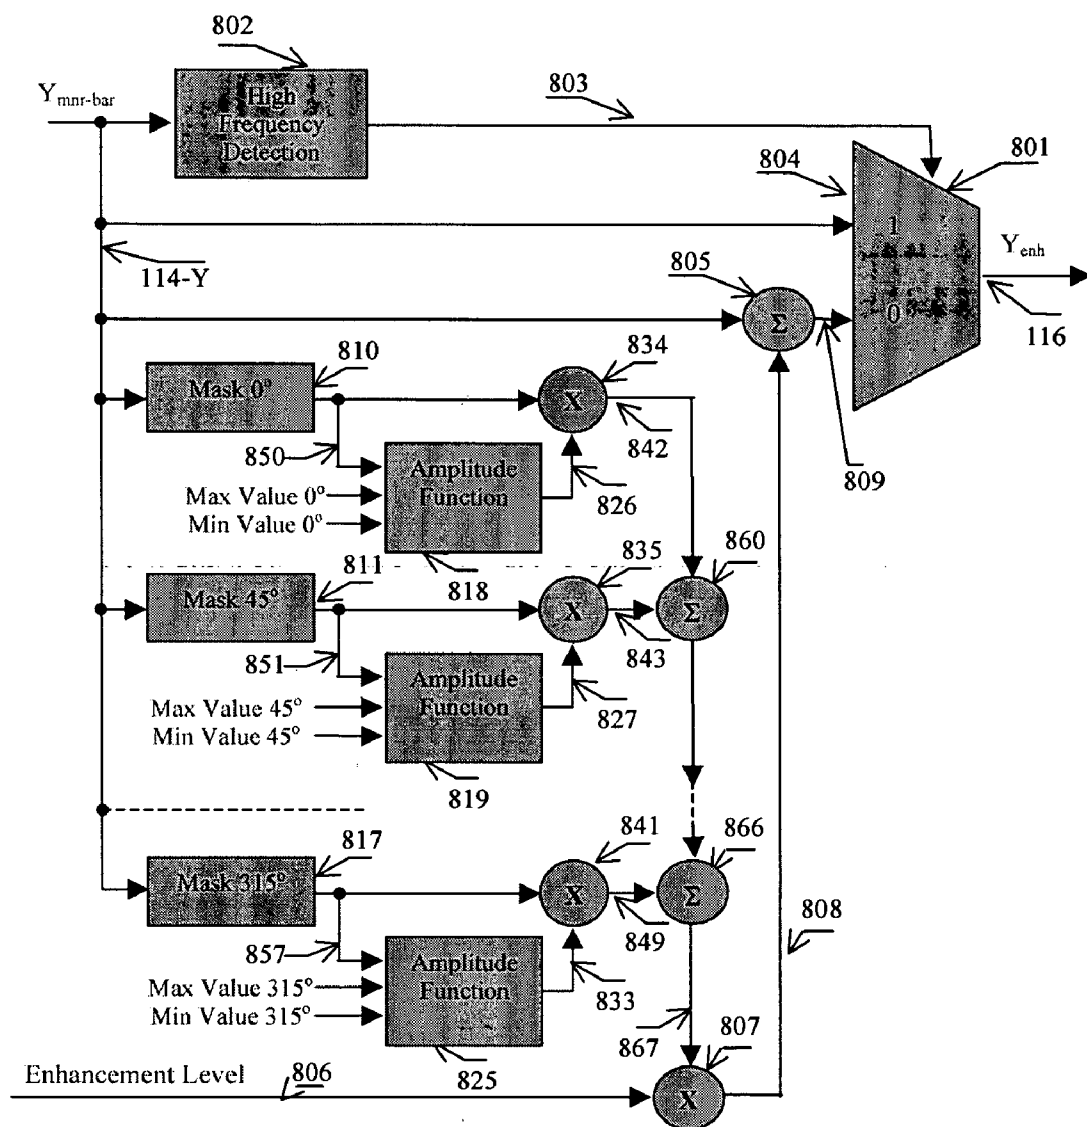 802
Y_mnr-bar
High
Frequency
Detection
803
804
801
1
0
Y_enh
116
114-Y
805
Σ
809
810
Mask 0°
834
X
842
850
Amplitude
Function
826
Max Value 0°
Min Value 0°
818
811
Mask 45°
835
X
843
860
Σ
851
Amplitude
Function
827
Max Value 45°
Min Value 45°
819
817
Mask 315°
841
X
849
866
Σ
808
857
Amplitude
Function
833
Max Value 315°
Min Value 315°
825
867
807
Enhancement Level
806
X